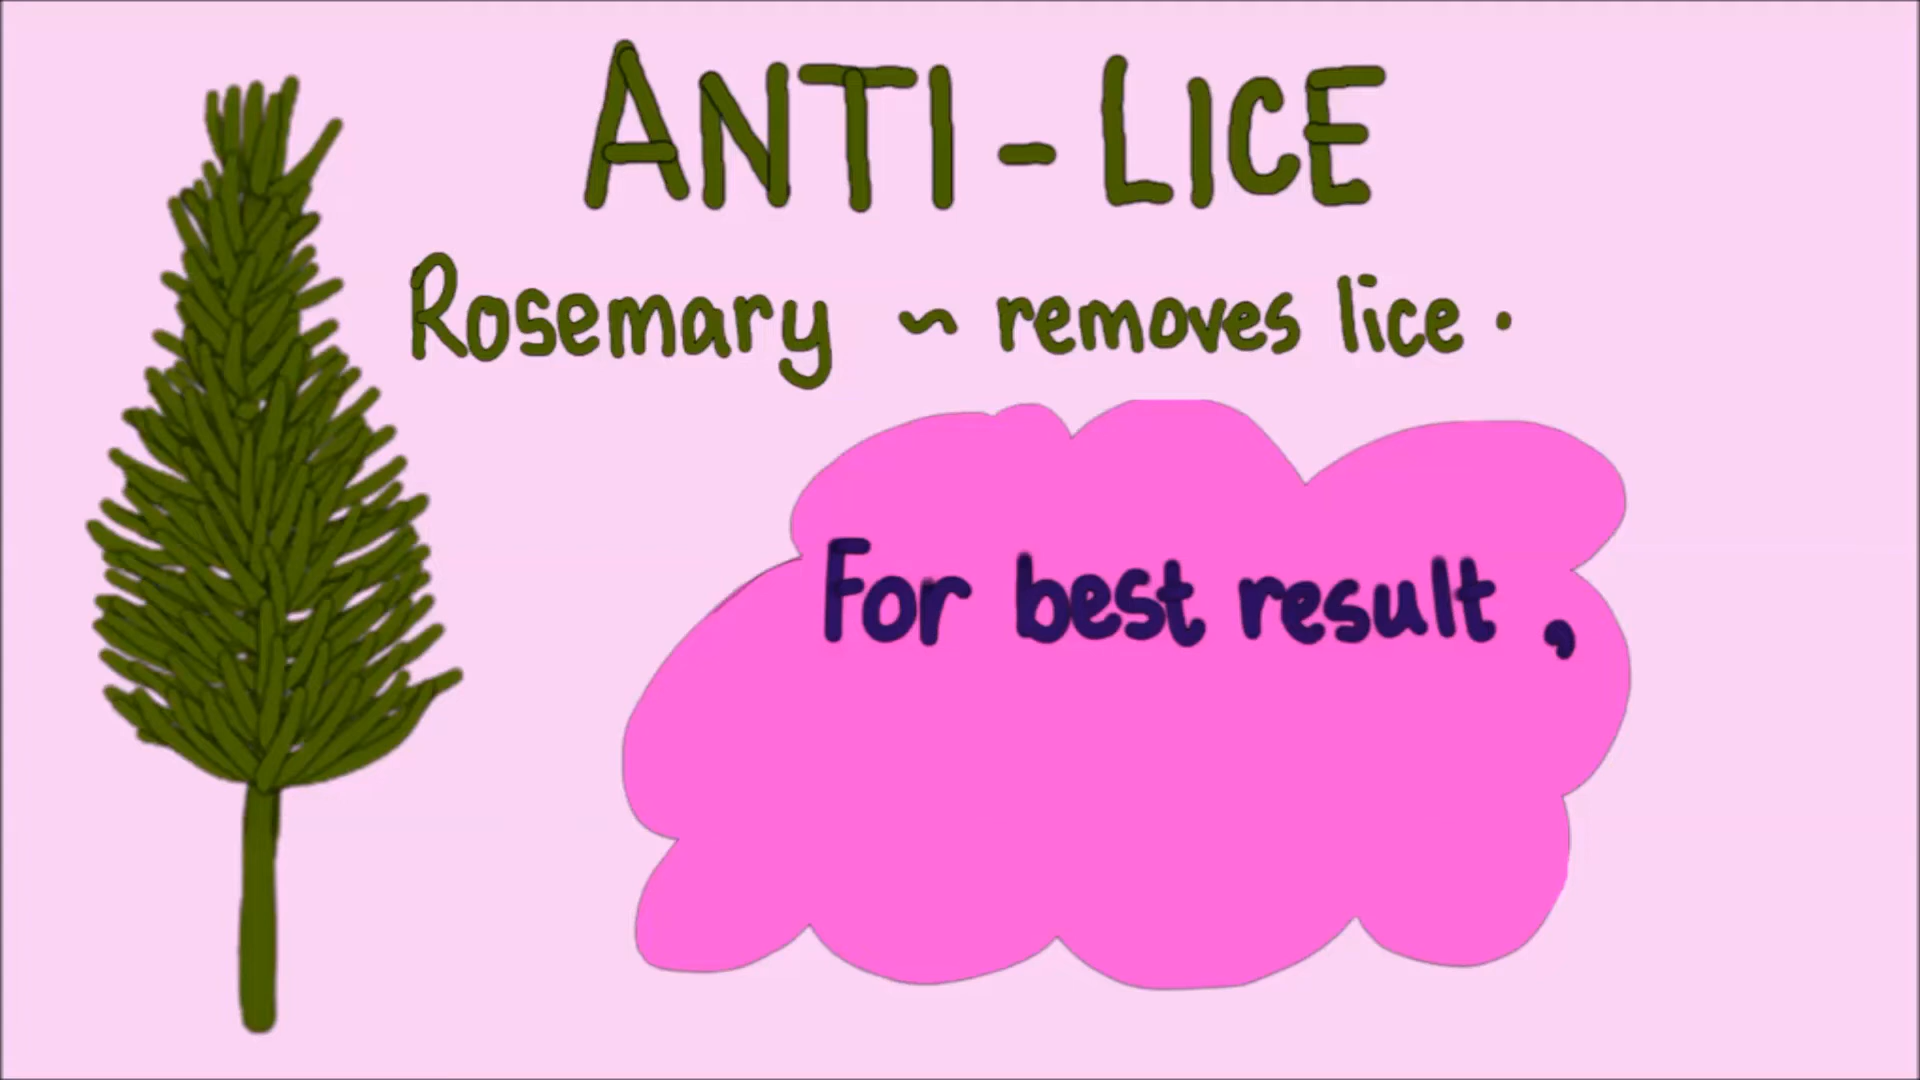 ANTI - LICE
Rosemary ~ removes lice .
For best result ,